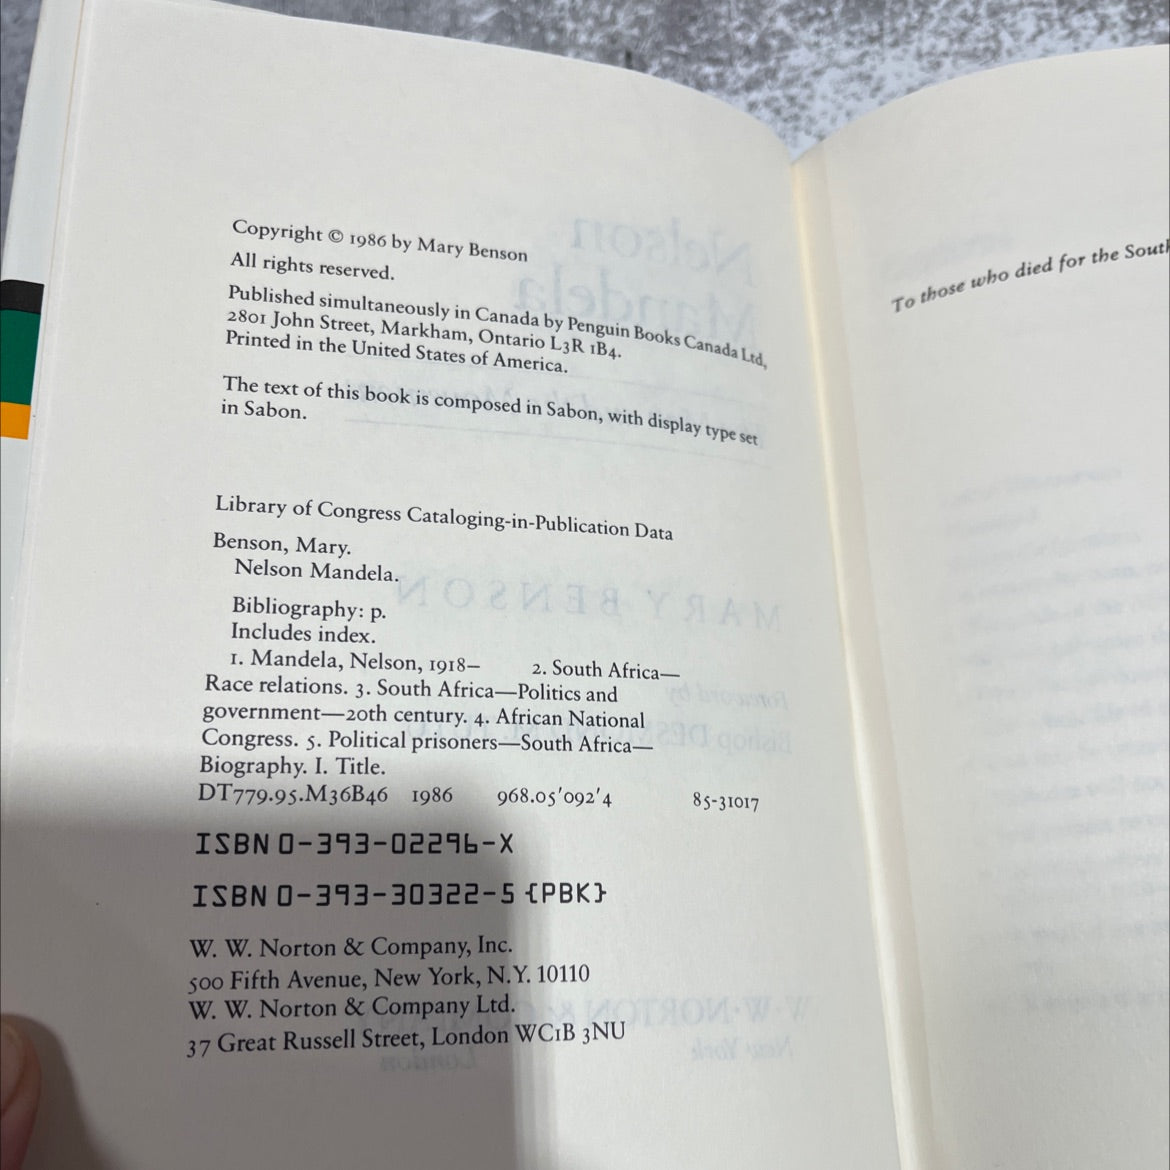 Copyright © 1986 by Mary Benson
All rights reserved.
Published simultaneously in Canada by Penguin Books Canada Ltd,
2801 John Street, Markham, Ontario L3R 1B4.
Printed in the United States of America.
The text of this book is composed in Sabon, with display type set
in Sabon.
Library of Congress Cataloging-in-Publication Data
Benson, Mary.
Nelson Mandela.
Bibliography: p.
Includes index.
1. Mandela, Nelson, 1918– 2. South Africa—
Race relations. 3. South Africa—Politics and
government—20th century. 4. African National
Congress. 5. Political prisoners—South Africa—
Biography. I. Title.
DT779.95.M36B46 1986 968.05'092'4 85-31017
ISBN 0-393-02296-X
ISBN 0-393-30322-5 {PBK}
W. W. Norton & Company, Inc.
500 Fifth Avenue, New York, N.Y. 10110
W. W. Norton & Company Ltd.
37 Great Russell Street, London WC1B 3NU
To those who died for the South